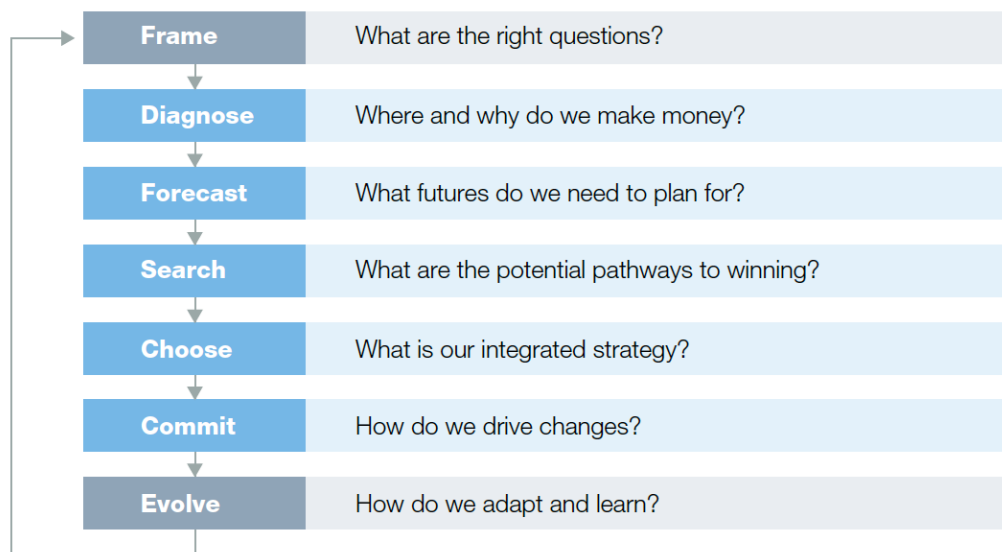 Frame What are the right questions?
Diagnose Where and why do we make money?
Forecast What futures do we need to plan for?
Search What are the potential pathways to winning?
Choose What is our integrated strategy?
Commit How do we drive changes?
Evolve How do we adapt and learn?